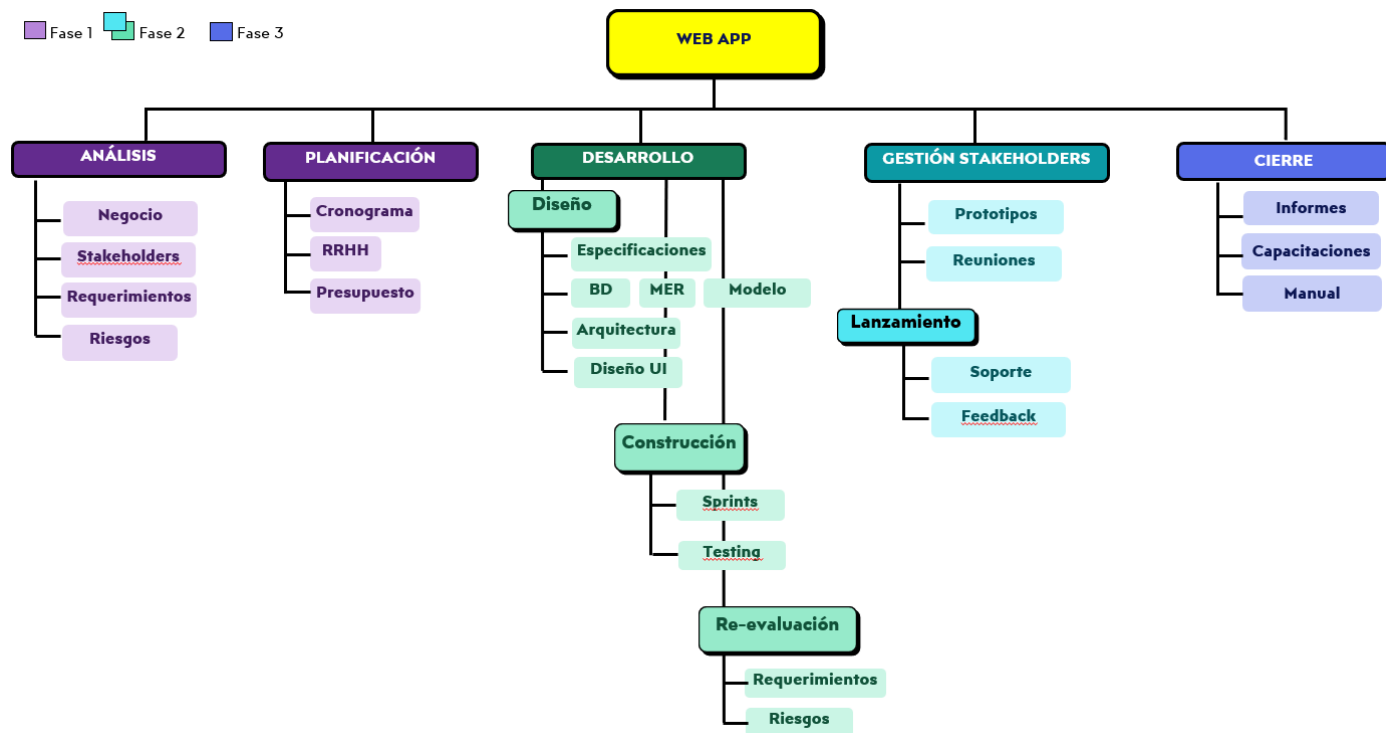 Fase 1
Fase 2
Fase 3
WEB APP
ANÁLISIS
PLANIFICACIÓN
DESARROLLO
GESTIÓN STAKEHOLDERS
CIERRE
Negocio
Stakeholders
Requerimientos
Riesgos
Cronograma
RRHH
Presupuesto
Diseño
Especificaciones
BD
MER
Modelo
Arquitectura
Diseño UI
Construcción
Sprints
Testing
Re-evaluación
Requerimientos
Riesgos
Prototipos
Reuniones
Lanzamiento
Soporte
Feedback
Informes
Capacitaciones
Manual